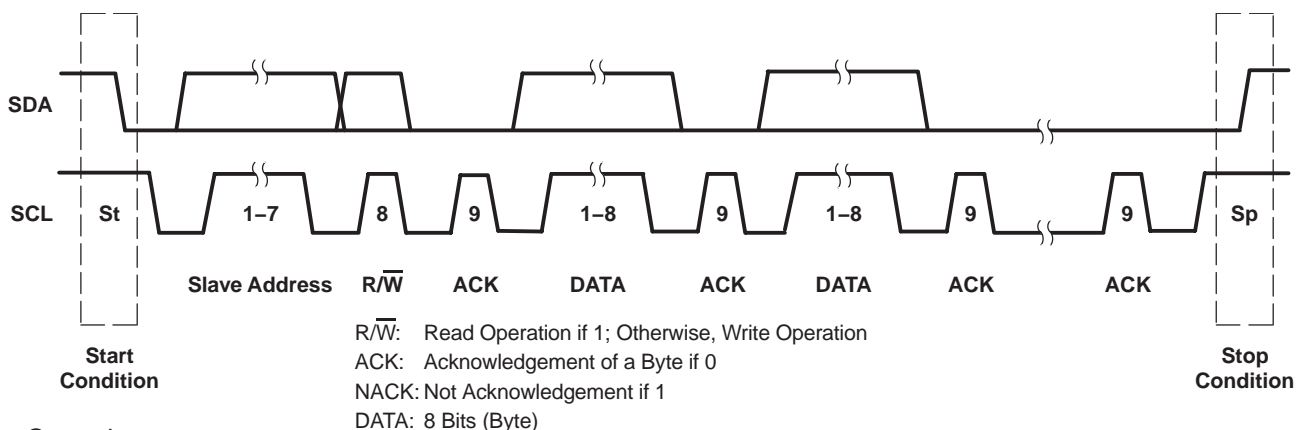 SDA
SCL St 1–7 8 9 1–8 9 1–8 9 9 Sp
Slave Address R/W̅ ACK DATA ACK DATA ACK ACK
Start
Condition
Stop
Condition
R/W̅: Read Operation if 1; Otherwise, Write Operation
ACK: Acknowledgement of a Byte if 0
NACK: Not Acknowledgement if 1
DATA: 8 Bits (Byte)